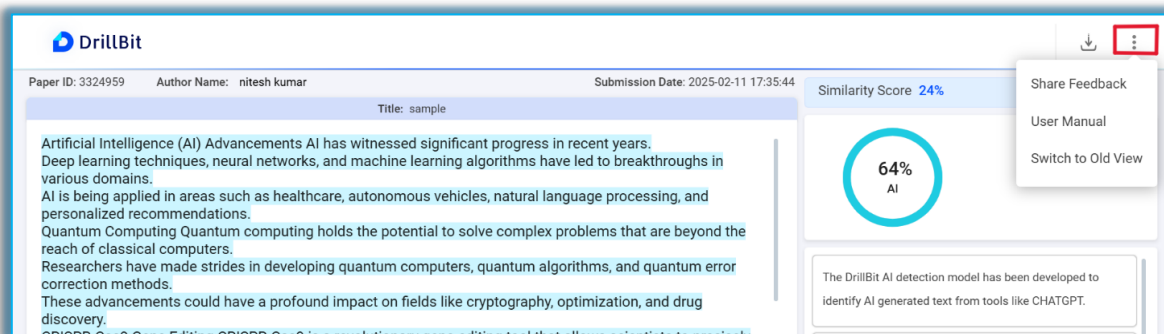 DrillBit
Paper ID: 3324959 Author Name: nitesh kumar Submission Date: 2025-02-11 17:35:44
Title: sample
Artificial Intelligence (AI) Advancements AI has witnessed significant progress in recent years.
Deep learning techniques, neural networks, and machine learning algorithms have led to breakthroughs in
various domains.
AI is being applied in areas such as healthcare, autonomous vehicles, natural language processing, and
personalized recommendations.
Quantum Computing Quantum computing holds the potential to solve complex problems that are beyond the
reach of classical computers.
Researchers have made strides in developing quantum computers, quantum algorithms, and quantum error
correction methods.
These advancements could have a profound impact on fields like cryptography, optimization, and drug
discovery.
Similarity Score 24%
64%
AI
The DrillBit AI detection model has been developed to
identify AI generated text from tools like CHATGPT.
Share Feedback
User Manual
Switch to Old View